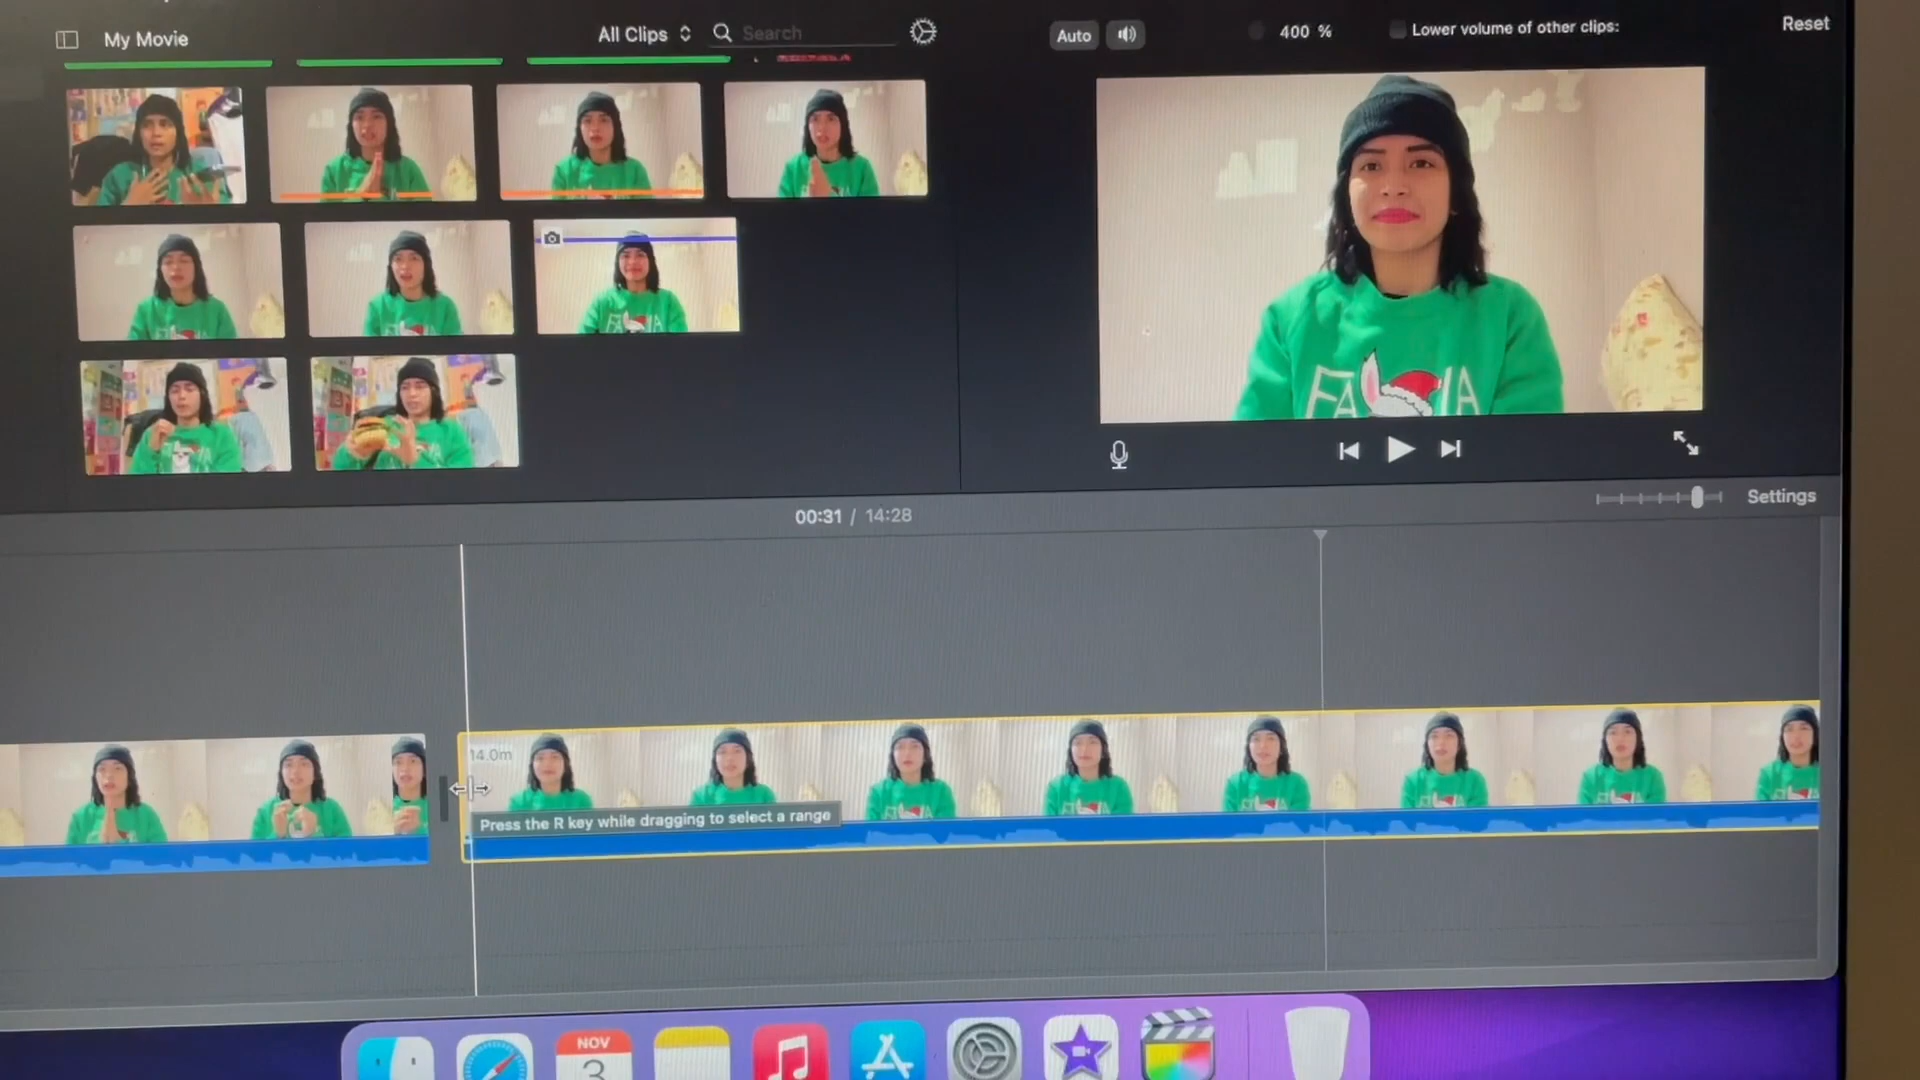 My Movie
All Clips
Search
Auto
400 %
Lower volume of other clips:
Reset
00:31 / 14:28
Settings
14.0m
Press the R key while dragging to select a range
NOV
3